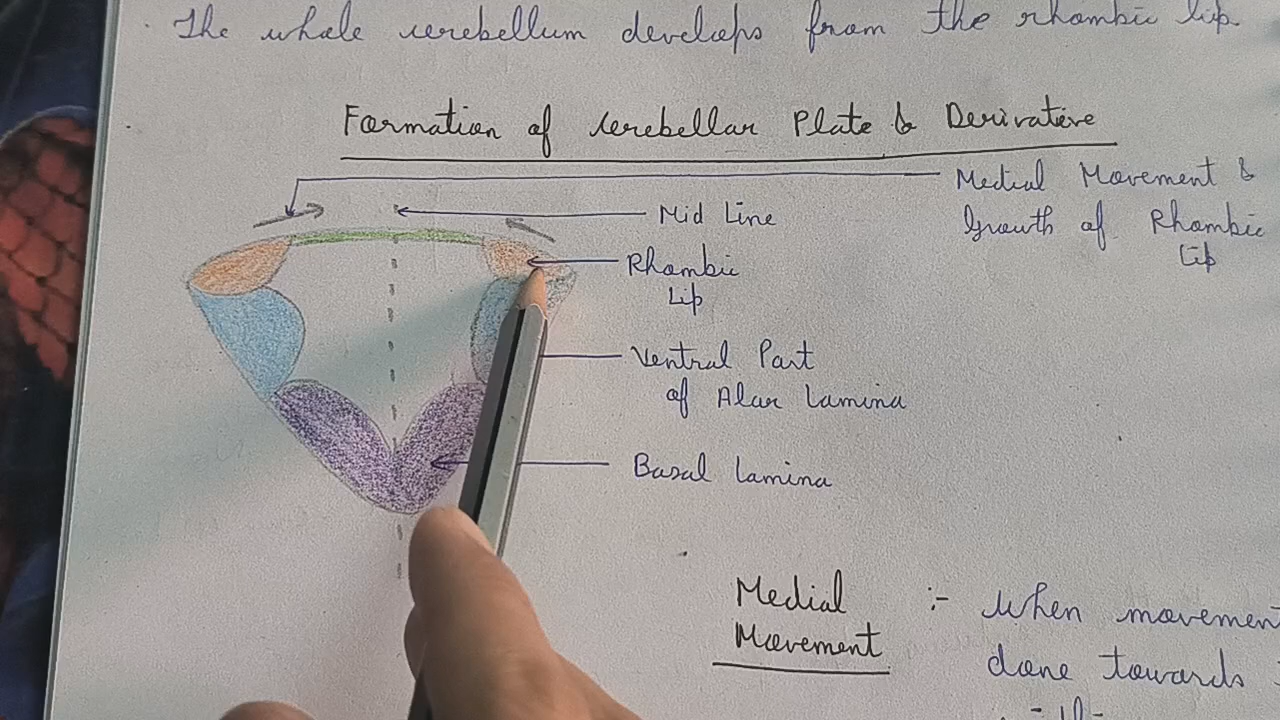 . The whole cerebellum develops from the rhombic lip
Formation of Cerebellar Plate & Derivative
Medial Movement &
Growth of Rhombic
Lip
Mid Line
Rhombic
Lip
Ventral Part
of Alar Lamina
Basal Lamina
Medial
Movement
:- When movement
done towards